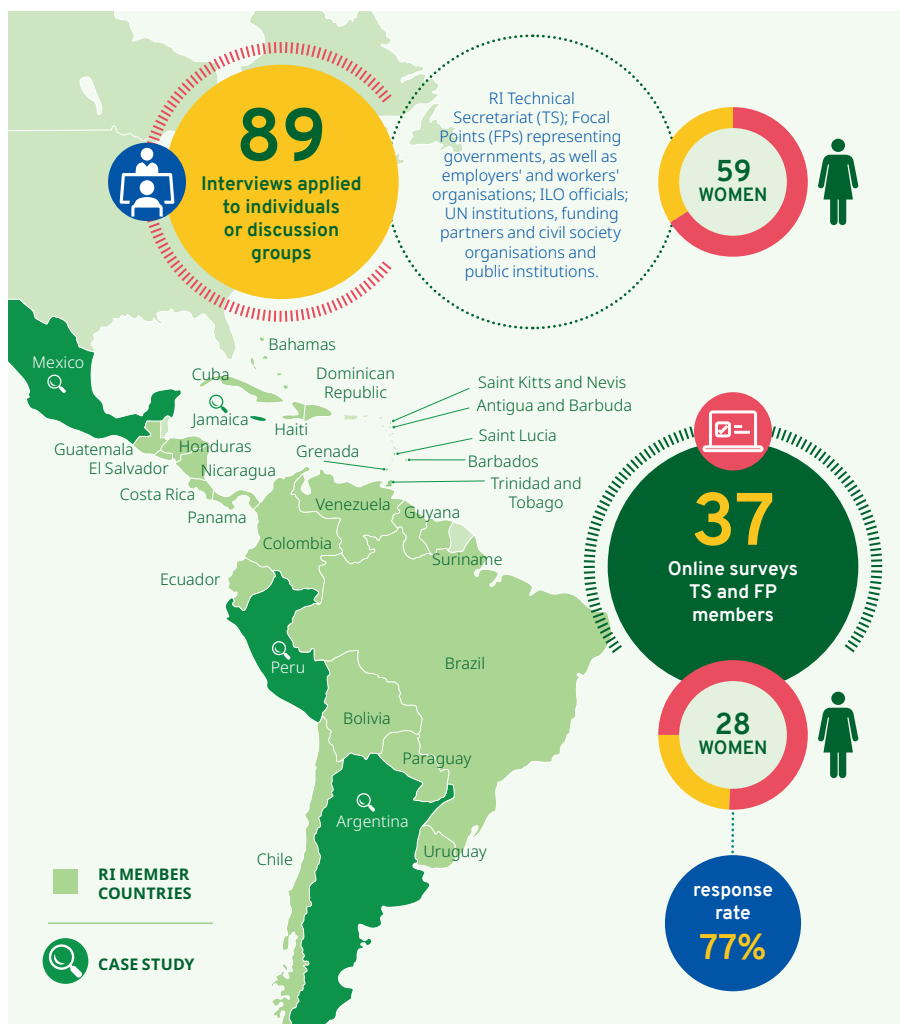 89
Interviews applied
to individuals
or discussion
groups
RI Technical
Secretariat (TS); Focal
Points (FPs) representing
governments, as well as
employers' and workers'
organisations; ILO officials;
UN institutions, funding
partners and civil society
organisations and
public institutions.
59
WOMEN
Mexico
Bahamas
Cuba
Dominican
Republic
Jamaica
Haiti
Saint Kitts and Nevis
Antigua and Barbuda
Saint Lucia
Barbados
Trinidad and
Tobago
Grenada
Guatemala
Honduras
El Salvador
Nicaragua
Costa Rica
Panama
Venezuela
Guyana
Colombia
Suriname
Ecuador
Peru
Brazil
Bolivia
Paraguay
Argentina
Chile
Uruguay
37
Online surveys
TS and FP
members
28
WOMEN
response
rate
77%
RI MEMBER
COUNTRIES
CASE STUDY